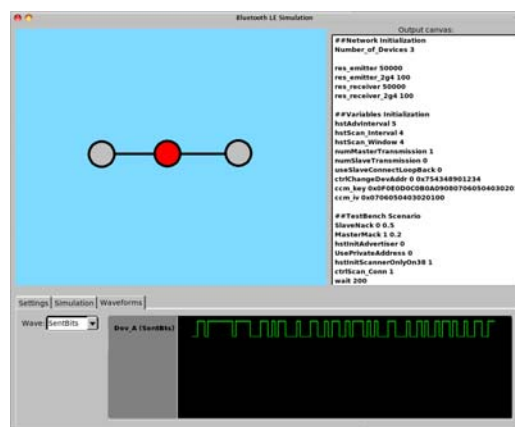 Bluetooth LE Simulation
Output canvas:
##Network Initialization
Number_of_Devices 3
res_emitter 50000
res_emitter_2g4 100
res_receiver 50000
res_receiver_2g4 100
##Variables Initialization
hstAdvInterval 5
hstScan_Interval 4
hstScan_Window 4
numMasterTransmission 1
numSlaveTransmission 0
useSlaveConnectLoopBack 0
ctrlChangeDevAddr 0 0x754348901234
ccm_key 0x0F0E0D0C0B0A09080706050403020
ccm_iv 0x0706050403020100
##TestBench Scenario
SlaveNack 0 0.5
MasterMack 1 0.2
hstInitAdvertiser 0
UsePrivateAddress 0
hstInitScannerOnlyOn38 1
ctrlScan_Conn 1
wait 200
Settings Simulation Waveforms
Wave: SentBits
Dev_A (SentBits)